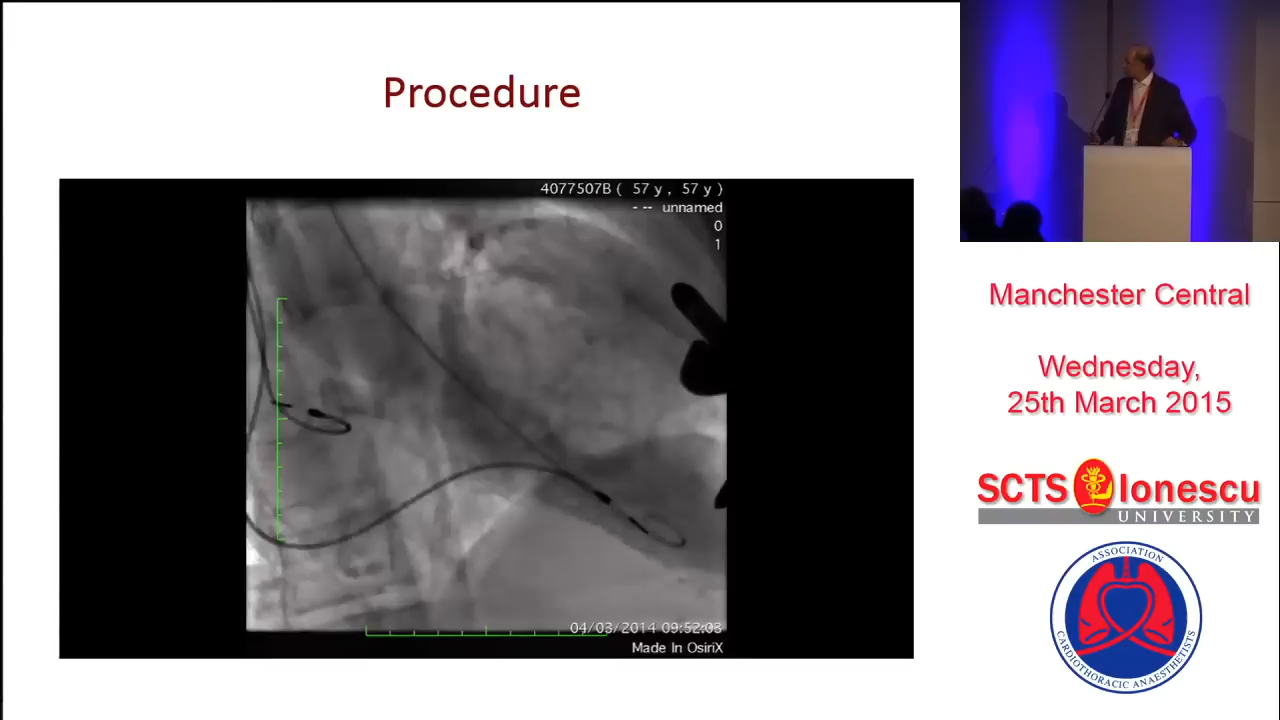 Procedure
4077507B ( 57 y , 57 y )
- -- unnamed
0
1
04/03/2014 09:52:03
Made In OsiriX
Manchester Central
Wednesday,
25th March 2015
SCTS Ionescu
UNIVERSITY
ASSOCIATION
CARDIOTHORACIC ANAESTHETISTS